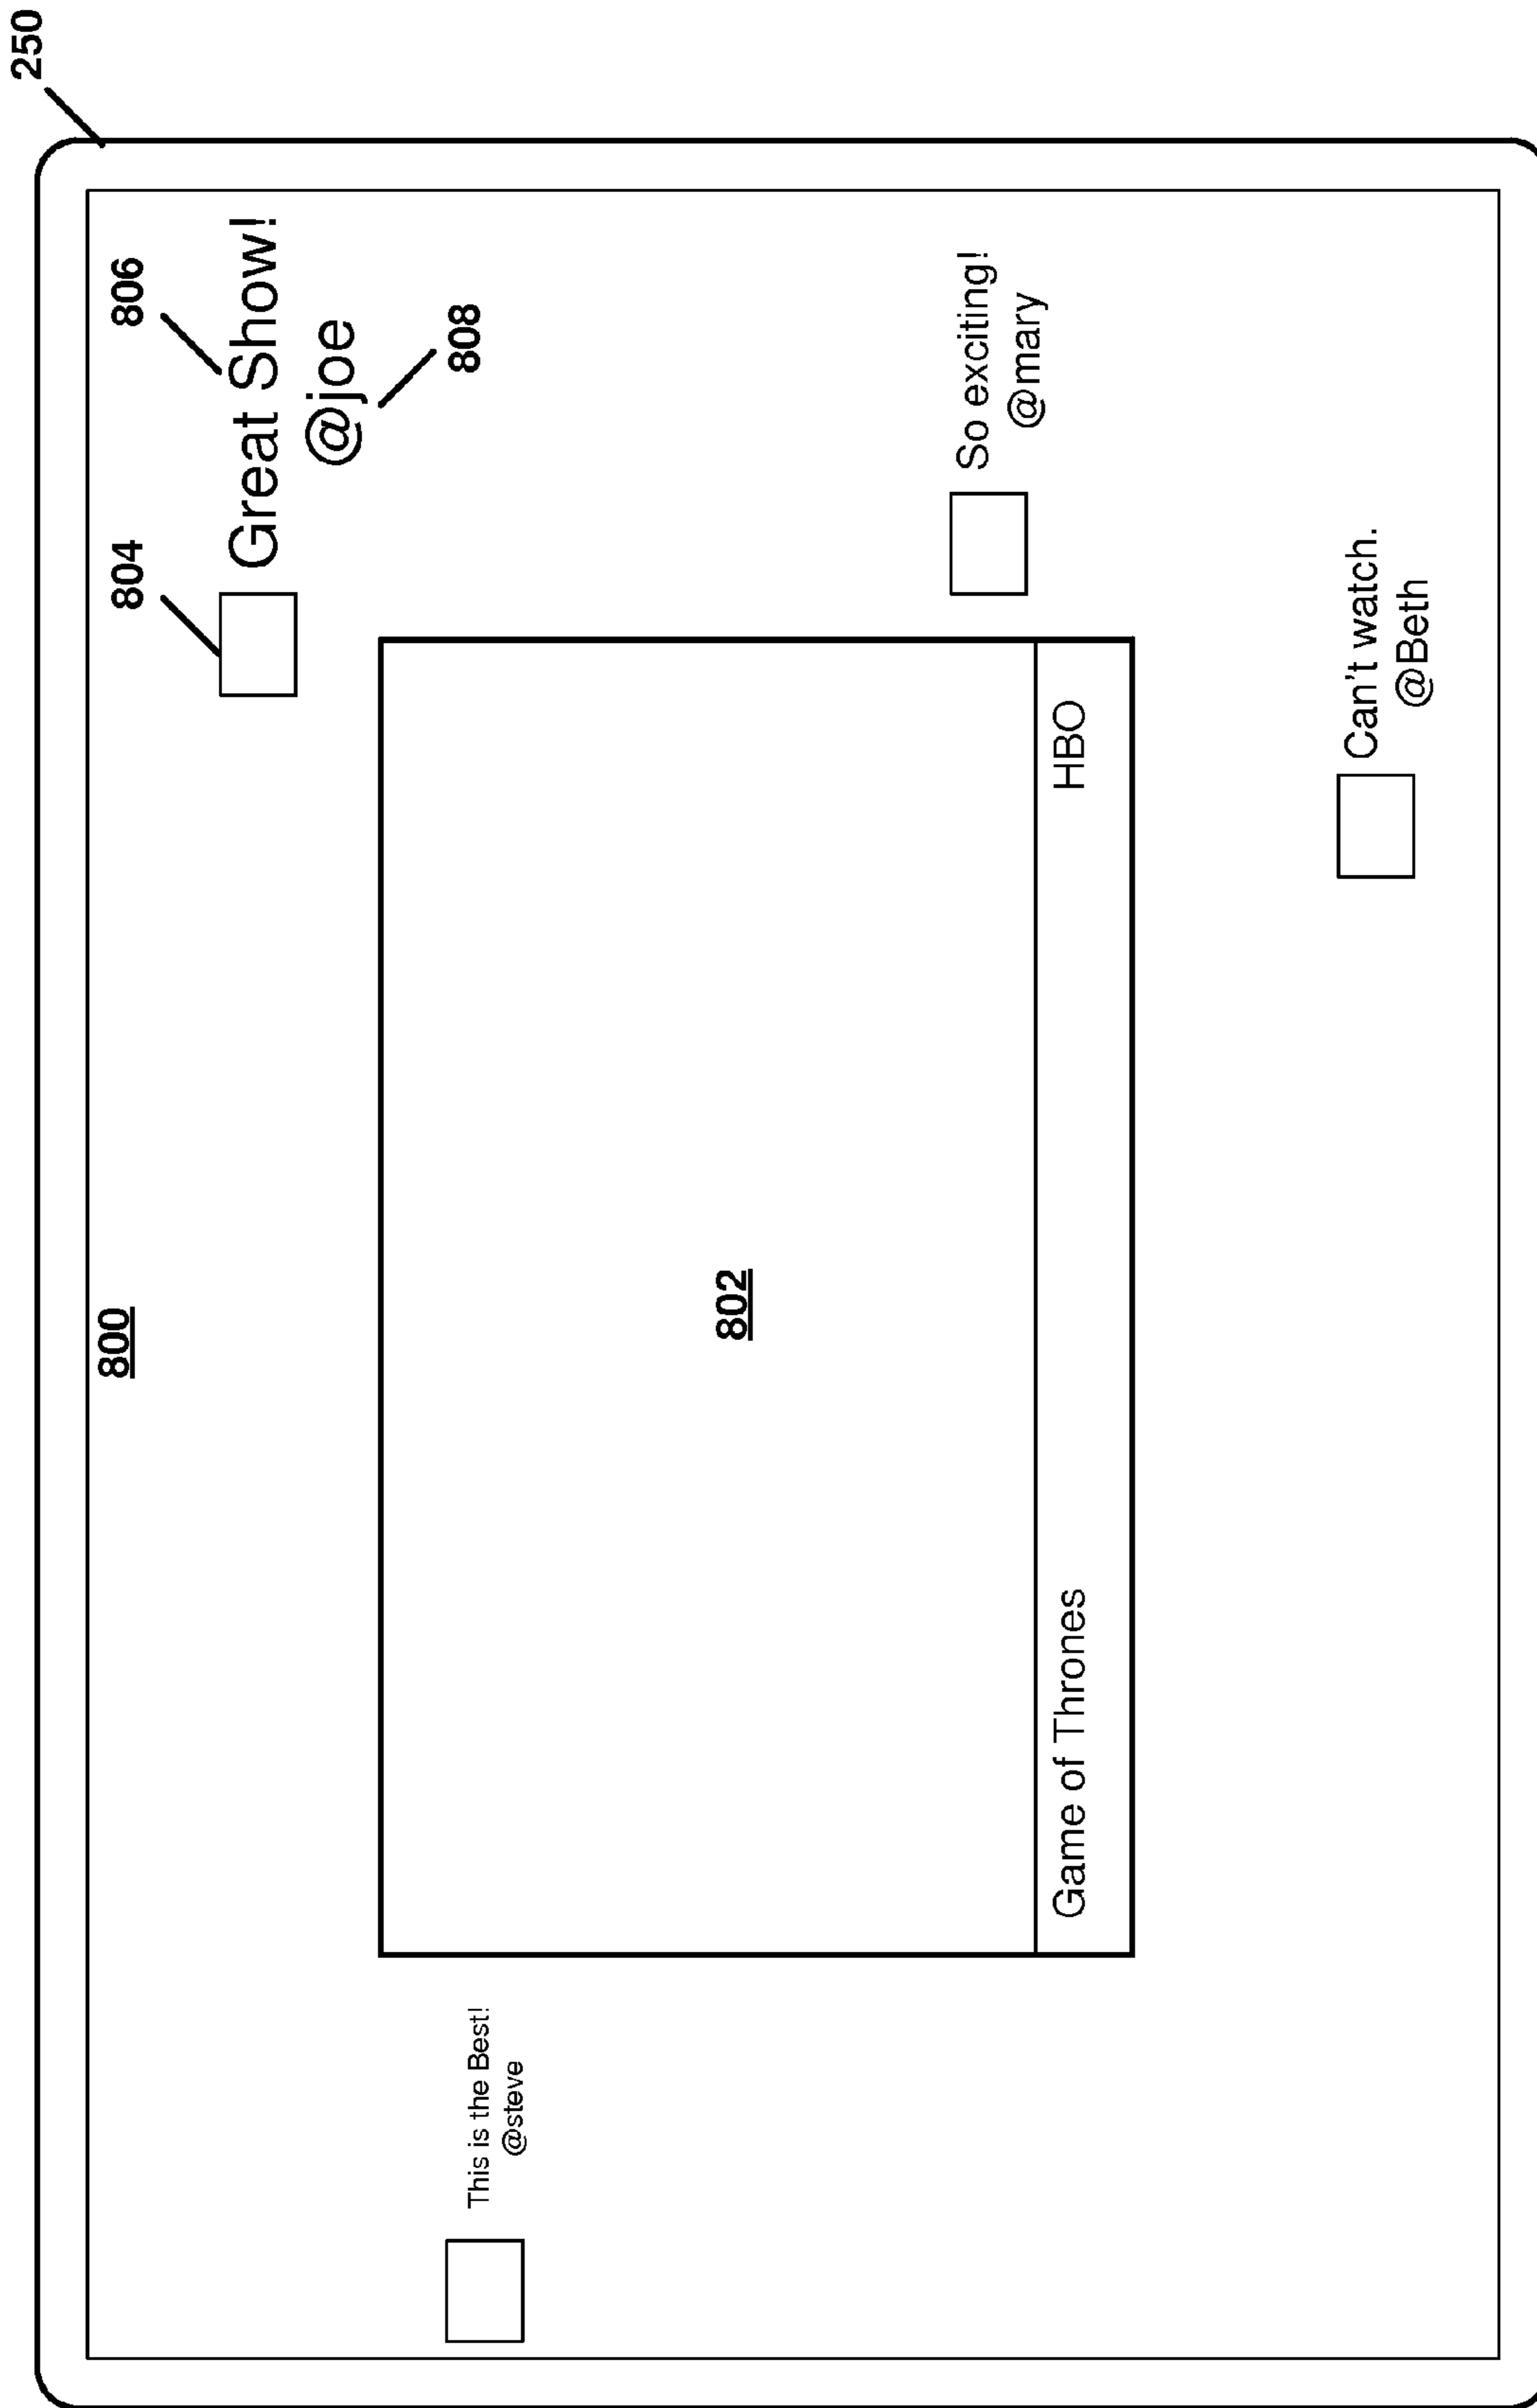 250
800
804
806
Great Show!
@joe
808
This is the Best!
@steve
802
So exciting!
@mary
Game of Thrones
HBO
Can't watch.
@Beth